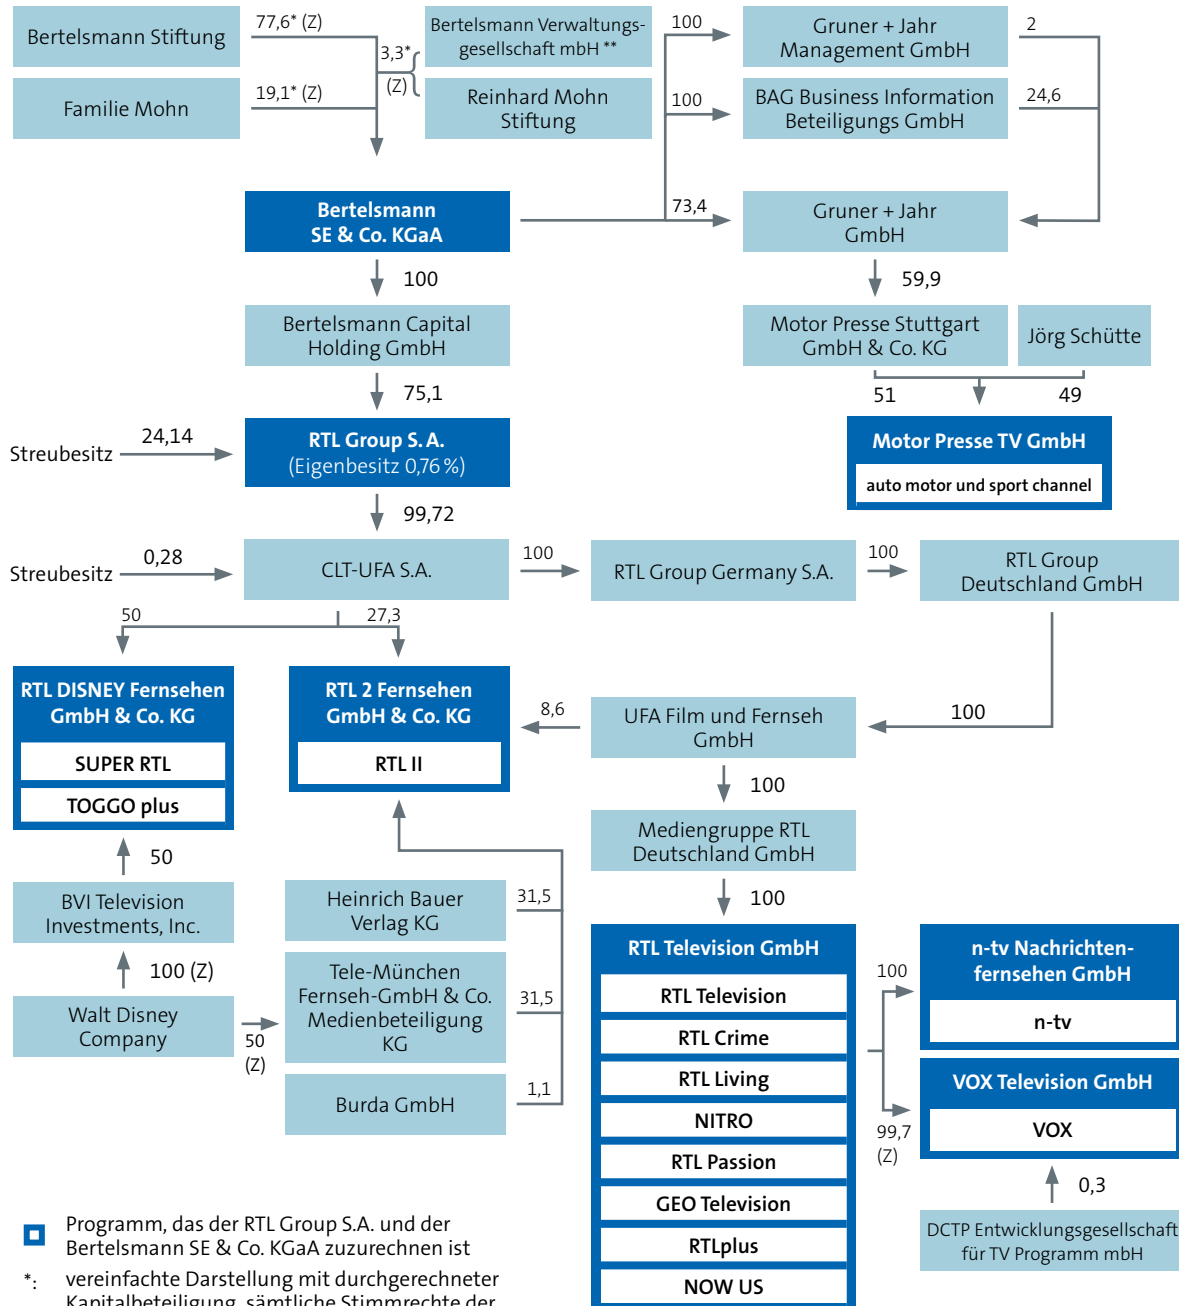 Bertelsmann Stiftung
77,6* (Z)
Familie Mohn
19,1* (Z)
3,3*
(Z)
Bertelsmann Verwaltungs-
gesellschaft mbH **
Reinhard Mohn
Stiftung
100
Gruner + Jahr
Management GmbH
2
100
BAG Business Information
Beteiligungs GmbH
24,6
Bertelsmann
SE & Co. KGaA
73,4
Gruner + Jahr
GmbH
100
59,9
Bertelsmann Capital
Holding GmbH
Motor Presse Stuttgart
GmbH & Co. KG
Jörg Schütte
75,1
51
49
Streubesitz
24,14
RTL Group S. A.
(Eigenbesitz 0,76 %)
Motor Presse TV GmbH
auto motor und sport channel
99,72
Streubesitz
0,28
CLT-UFA S.A.
100
RTL Group Germany S.A.
100
RTL Group
Deutschland GmbH
50
27,3
RTL DISNEY Fernsehen
GmbH & Co. KG
SUPER RTL
TOGGO plus
RTL 2 Fernsehen
GmbH & Co. KG
RTL II
8,6
UFA Film und Fernseh
GmbH
100
100
Mediengruppe RTL
Deutschland GmbH
100
50
BVI Television
Investments, Inc.
100 (Z)
Walt Disney
Company
50
(Z)
Heinrich Bauer
Verlag KG
31,5
Tele-München
Fernseh-GmbH & Co.
Medienbeteiligung
KG
31,5
Burda GmbH
1,1
RTL Television GmbH
RTL Television
RTL Crime
RTL Living
NITRO
RTL Passion
GEO Television
RTLplus
NOW US
100
n-tv Nachrichten-
fernsehen GmbH
n-tv
99,7
(Z)
VOX Television GmbH
VOX
0,3
DCTP Entwicklungsgesellschaft
für TV Programm mbH
Programm, das der RTL Group S.A. und der
Bertelsmann SE & Co. KGaA zuzurechnen ist
*: vereinfachte Darstellung mit durchgerechneter
Kapitalbeteiligung, sämtliche Stimmrechte der